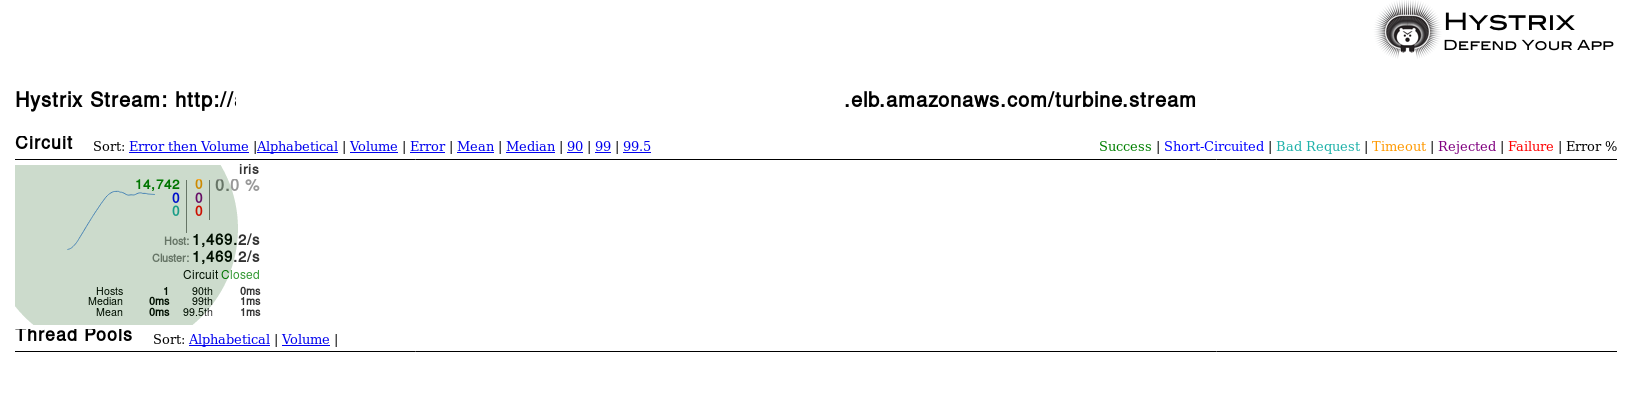 HYSTRIX
DEFEND YOUR APP
Hystrix Stream: http:// .elb.amazonaws.com/turbine.stream
Circuit Sort: Error then Volume |Alphabetical | Volume | Error | Mean | Median | 90 | 99 | 99.5 Success | Short-Circuited | Bad Request | Timeout | Rejected | Failure | Error %
iris
14,742 0 0.0 %
0 0
0 0
Host: 1,469.2/s
Cluster: 1,469.2/s
Circuit Closed
Hosts 1 90th 0ms
Median 0ms 99th 1ms
Mean 0ms 99.5th 1ms
Thread Pools Sort: Alphabetical | Volume |